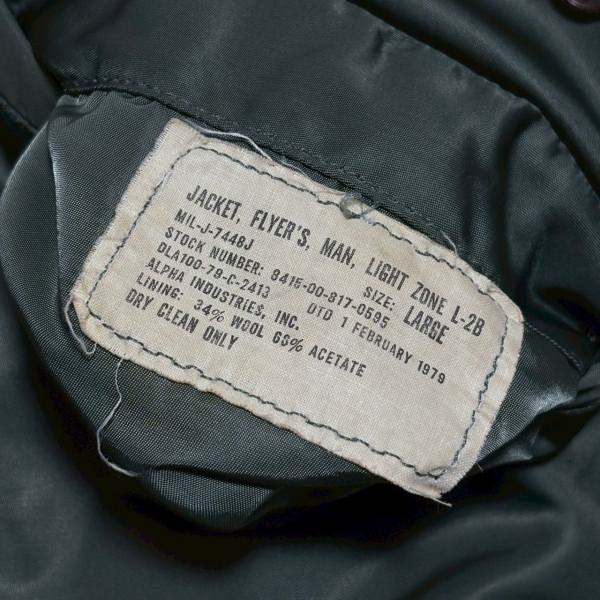 JACKET, FLYER'S, MAN, LIGHT ZONE L-2B
MIL-J-7448J SIZE: LARGE
STOCK NUMBER: 8415-00-817-0595
DLA100-79-C-2413 DTD 1 FEBRUARY 1979
ALPHA INDUSTRIES, INC.
LINING: 34% WOOL 66% ACETATE
DRY CLEAN ONLY